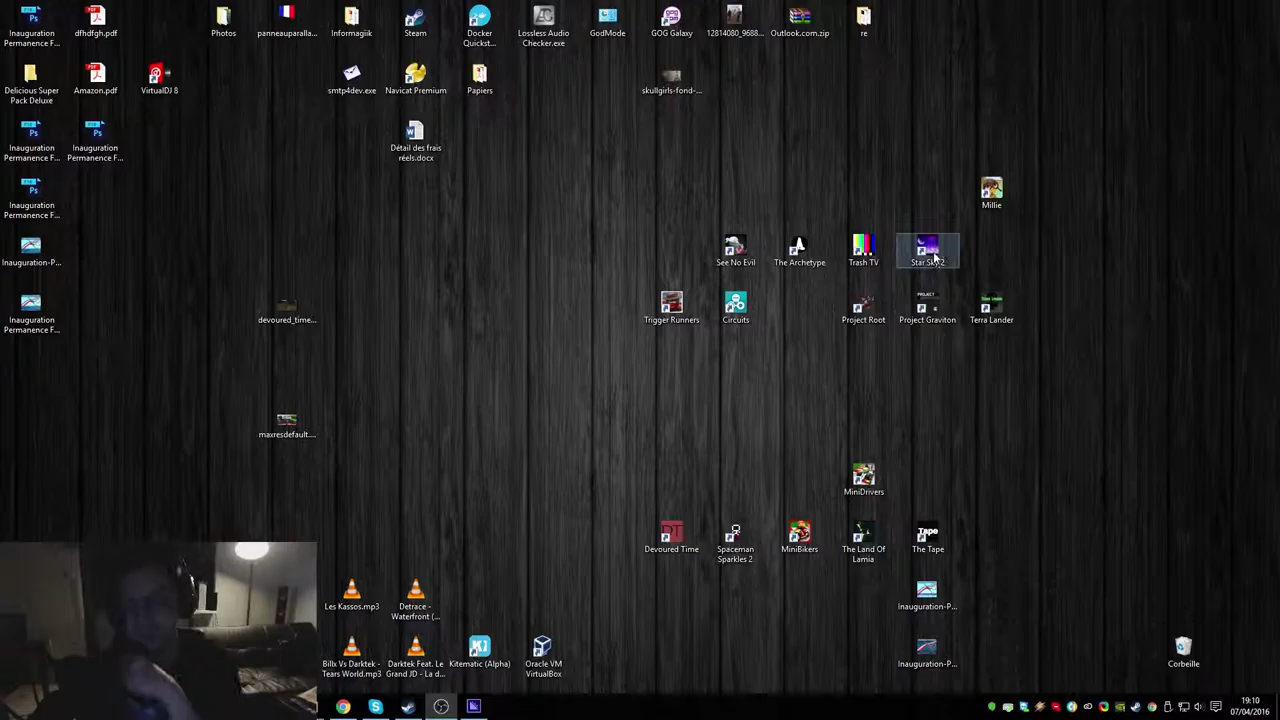 Inauguration
Permanence F...
dfhdfgh.pdf
Photos
panneauparalla...
Informagiik
Steam
Docker
Quickst...
Lossless Audio
Checker.exe
GodMode
GOG Galaxy
12814080_9688...
Outlook.com.zip
re
Delicious Super
Pack Deluxe
Amazon.pdf
VirtualDJ 8
smtp4dev.exe
Navicat Premium
Papiers
skullgirls-fond-...
Inauguration
Permanence F...
Inauguration
Permanence F...
Détail des frais
réels.docx
Inauguration
Permanence F...
Millie
Inauguration-P...
See No Evil
The Archetype
Trash TV
Star Sky 2
Inauguration
Permanence F...
devoured_time...
Trigger Runners
Circuits
Project Root
Project Graviton
Terra Lander
maxresdefault....
MiniDrivers
Devoured Time
Spaceman
Sparkles 2
MiniBikers
The Land Of
Lamia
The Tape
Les Kassos.mp3
Detrace -
Waterfront (...
Inauguration-P...
Billx Vs Darktek -
Tears World.mp3
Darktek Feat. Le
Grand JD - La d...
Kitematic (Alpha)
Oracle VM
VirtualBox
Inauguration-P...
Corbeille
19:10
07/04/2016